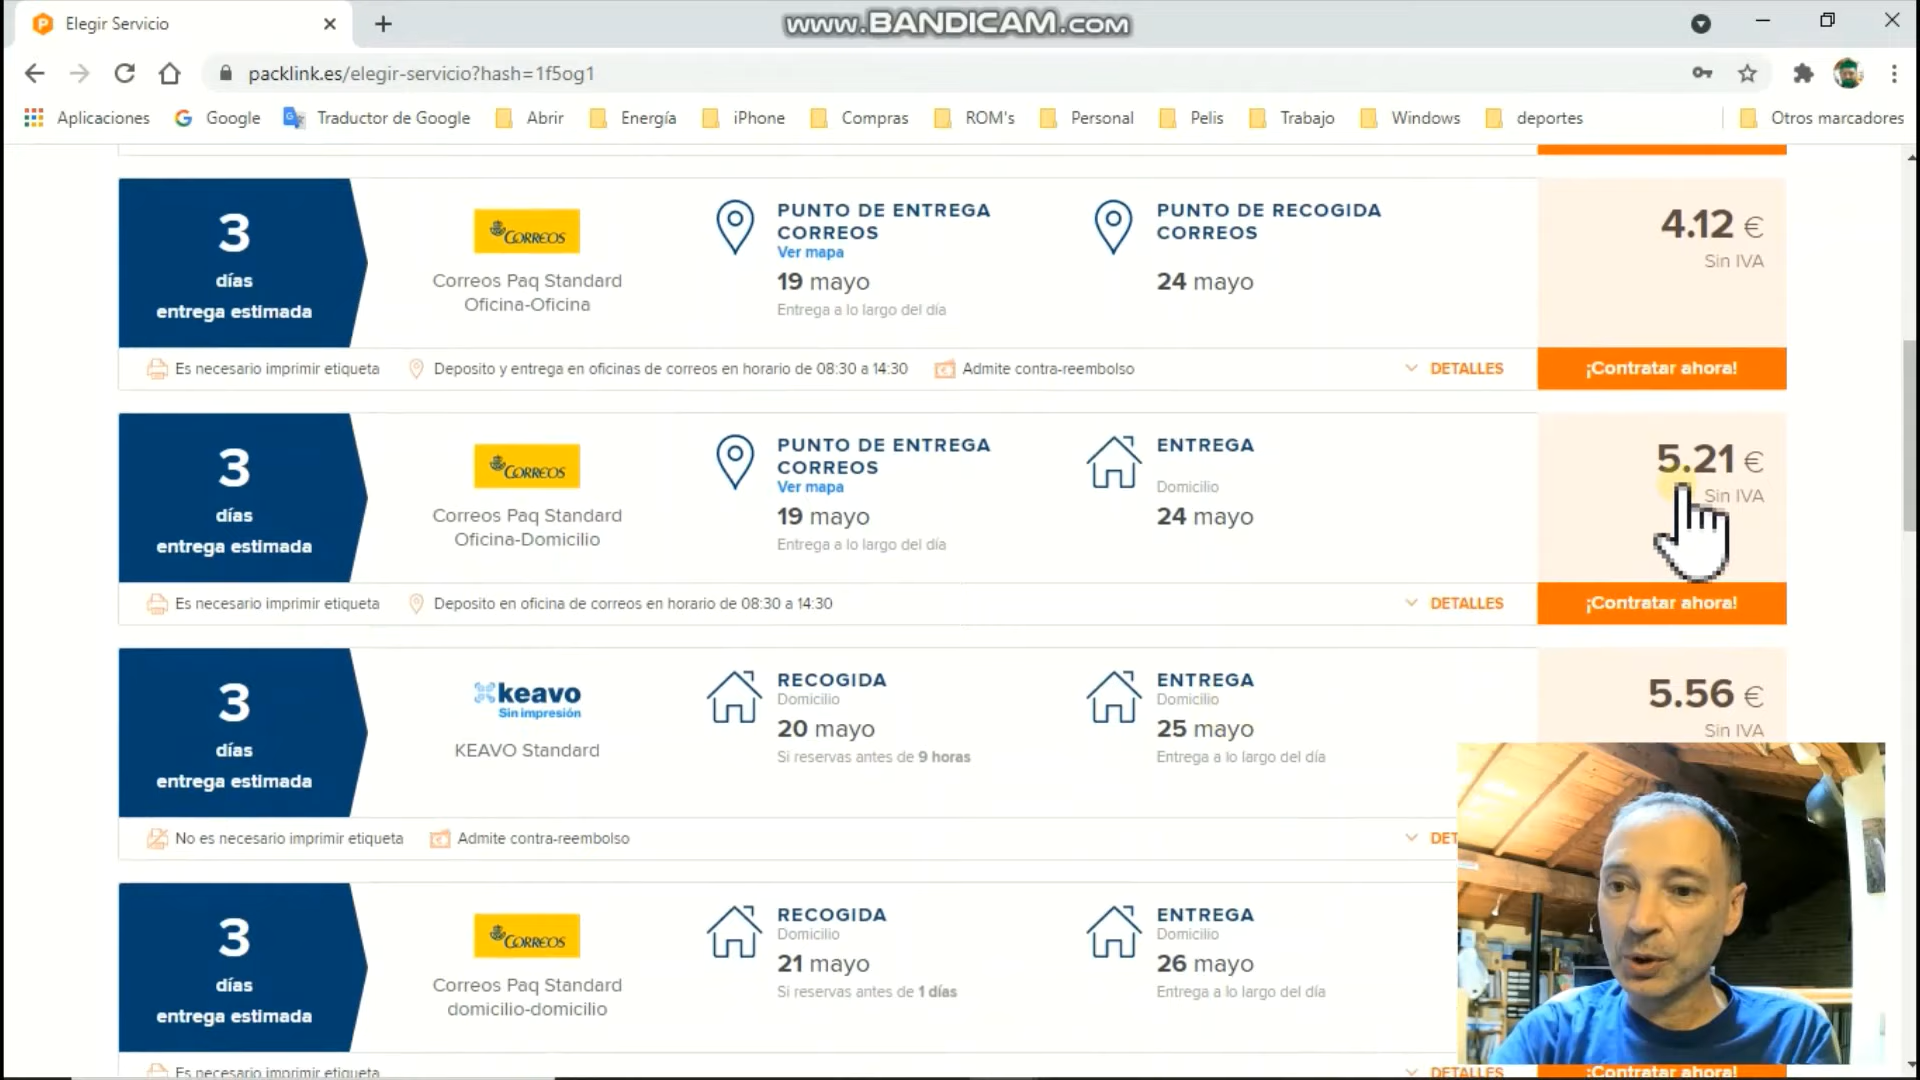 Elegir Servicio
www.BANDICAM.com
packlink.es/elegir-servicio?hash=1f5og1
Aplicaciones Google Traductor de Google Abrir Energía iPhone Compras ROM's Personal Pelis Trabajo Windows deportes Otros marcadores
3
días
entrega estimada
CORREOS
Correos Paq Standard
Oficina-Oficina
PUNTO DE ENTREGA
CORREOS
Ver mapa
19 mayo
Entrega a lo largo del día
PUNTO DE RECOGIDA
CORREOS
24 mayo
4.12 €
Sin IVA
Es necesario imprimir etiqueta Deposito y entrega en oficinas de correos en horario de 08:30 a 14:30 Admite contra-reembolso DETALLES ¡Contratar ahora!
3
días
entrega estimada
CORREOS
Correos Paq Standard
Oficina-Domicilio
PUNTO DE ENTREGA
CORREOS
Ver mapa
19 mayo
Entrega a lo largo del día
ENTREGA
Domicilio
24 mayo
5.21 €
Sin IVA
Es necesario imprimir etiqueta Deposito en oficina de correos en horario de 08:30 a 14:30 DETALLES ¡Contratar ahora!
3
días
entrega estimada
keavo
Sin impresión
KEAVO Standard
RECOGIDA
Domicilio
20 mayo
Si reservas antes de 9 horas
ENTREGA
Domicilio
25 mayo
Entrega a lo largo del día
5.56 €
Sin IVA
No es necesario imprimir etiqueta Admite contra-reembolso DET
3
días
entrega estimada
CORREOS
Correos Paq Standard
domicilio-domicilio
RECOGIDA
Domicilio
21 mayo
Si reservas antes de 1 días
ENTREGA
Domicilio
26 mayo
Entrega a lo largo del día
Es necesario imprimir etiqueta DETALLES ¡Contratar ahora!